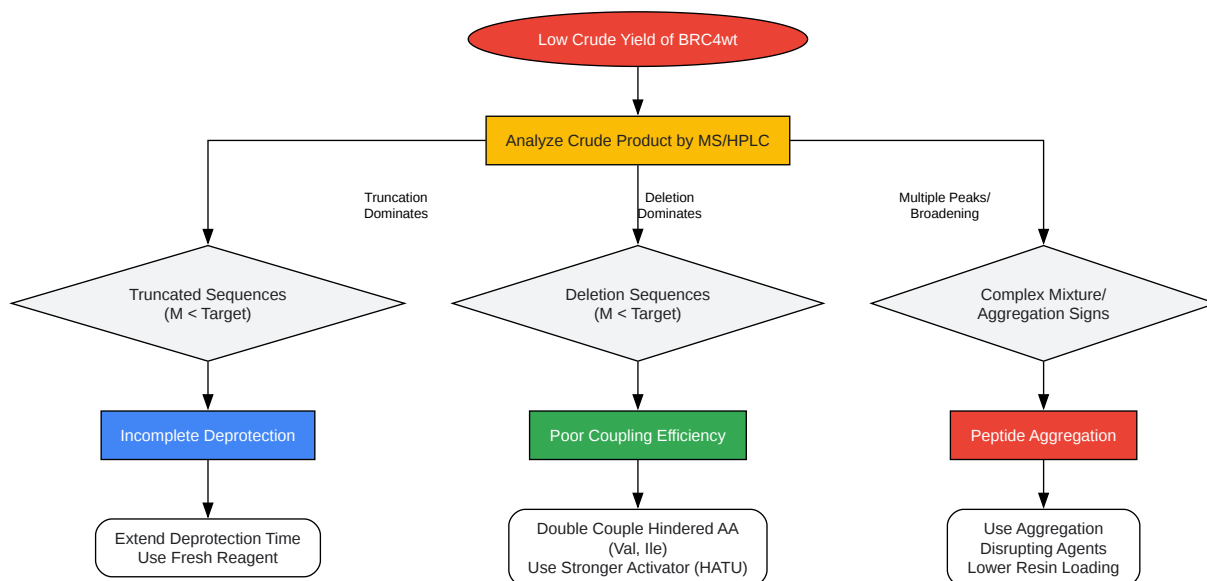 Low Crude Yield of BRC4wt
Analyze Crude Product by MS/HPLC
Truncation
Dominates
Deletion
Dominates
Multiple Peaks/
Broadening
Truncated Sequences
(M < Target)
Deletion Sequences
(M < Target)
Complex Mixture/
Aggregation Signs
Incomplete Deprotection
Poor Coupling Efficiency
Peptide Aggregation
Extend Deprotection Time
Use Fresh Reagent
Double Couple Hindered AA
(Val, Ile)
Use Stronger Activator (HATU)
Use Aggregation
Disrupting Agents
Lower Resin Loading